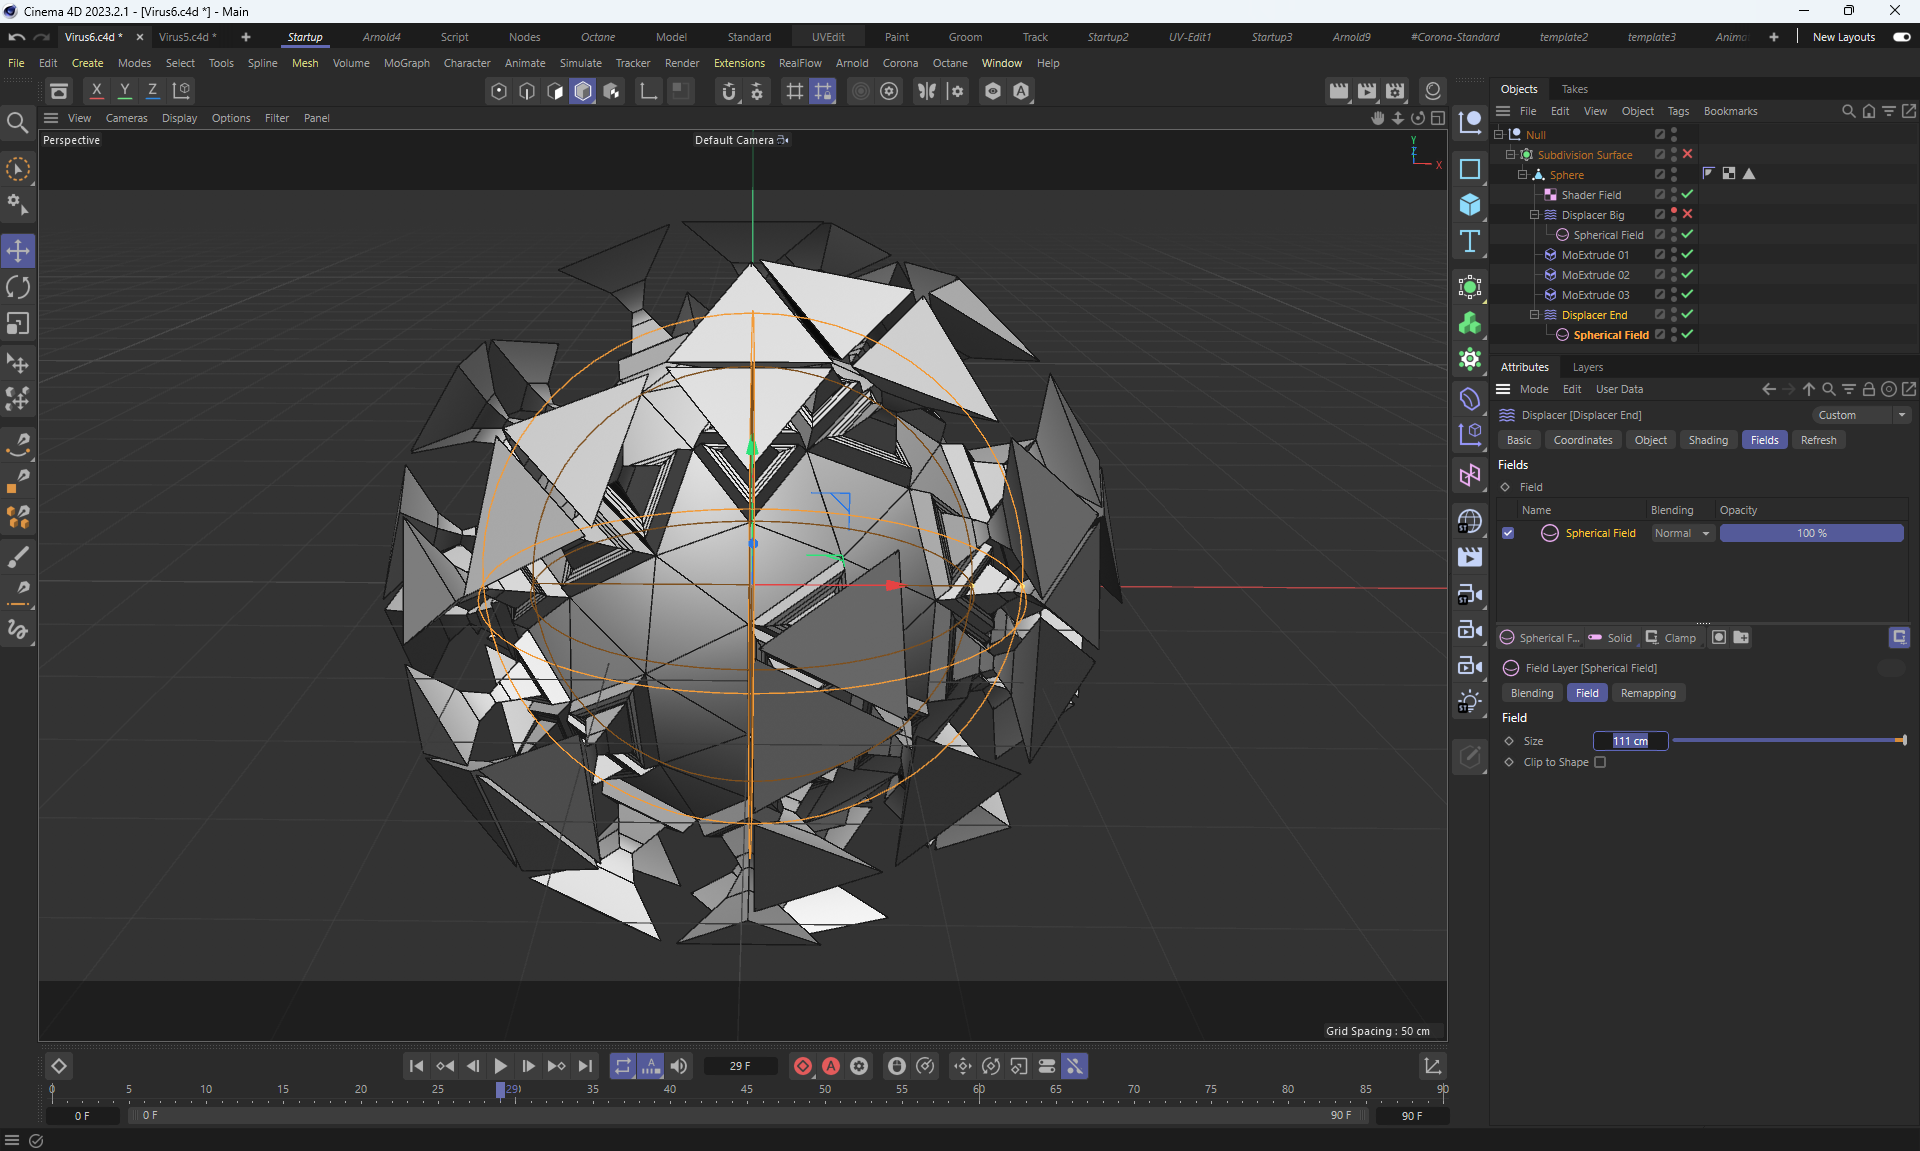 Cinema 4D 2023.2.1 - [Virus6.c4d *] - Main
Virus6.c4d * Virus5.c4d * Startup Arnold4 Script Nodes Octane Model Standard UVEdit Paint Groom Track Startup2 UV-Edit1 Startup3 Arnold9 #Corona-Standard template2 template3 Anima New Layouts
File Edit Create Modes Select Tools Spline Mesh Volume MoGraph Character Animate Simulate Tracker Render Extensions RealFlow Arnold Corona Octane Window Help
X Y Z
View Cameras Display Options Filter Panel
Perspective
Default Camera
Y
Z
X
Grid Spacing : 50 cm
Objects Takes
File Edit View Object Tags Bookmarks
Null
Subdivision Surface
Sphere
Shader Field
Displacer Big
Spherical Field
MoExtrude 01
MoExtrude 02
MoExtrude 03
Displacer End
Spherical Field
Attributes Layers
Mode Edit User Data
Displacer [Displacer End] Custom
Basic Coordinates Object Shading Fields Refresh
Fields
Field
Name Blending Opacity
Spherical Field Normal 100 %
Spherical F... Solid Clamp
Field Layer [Spherical Field]
Blending Field Remapping
Field
Size 111 cm
Clip to Shape
ST
ST
ST
29 F
0 5 10 15 20 25 29 35 40 45 50 55 60 65 70 75 80 85 90
0 F 0 F 90 F 90 F